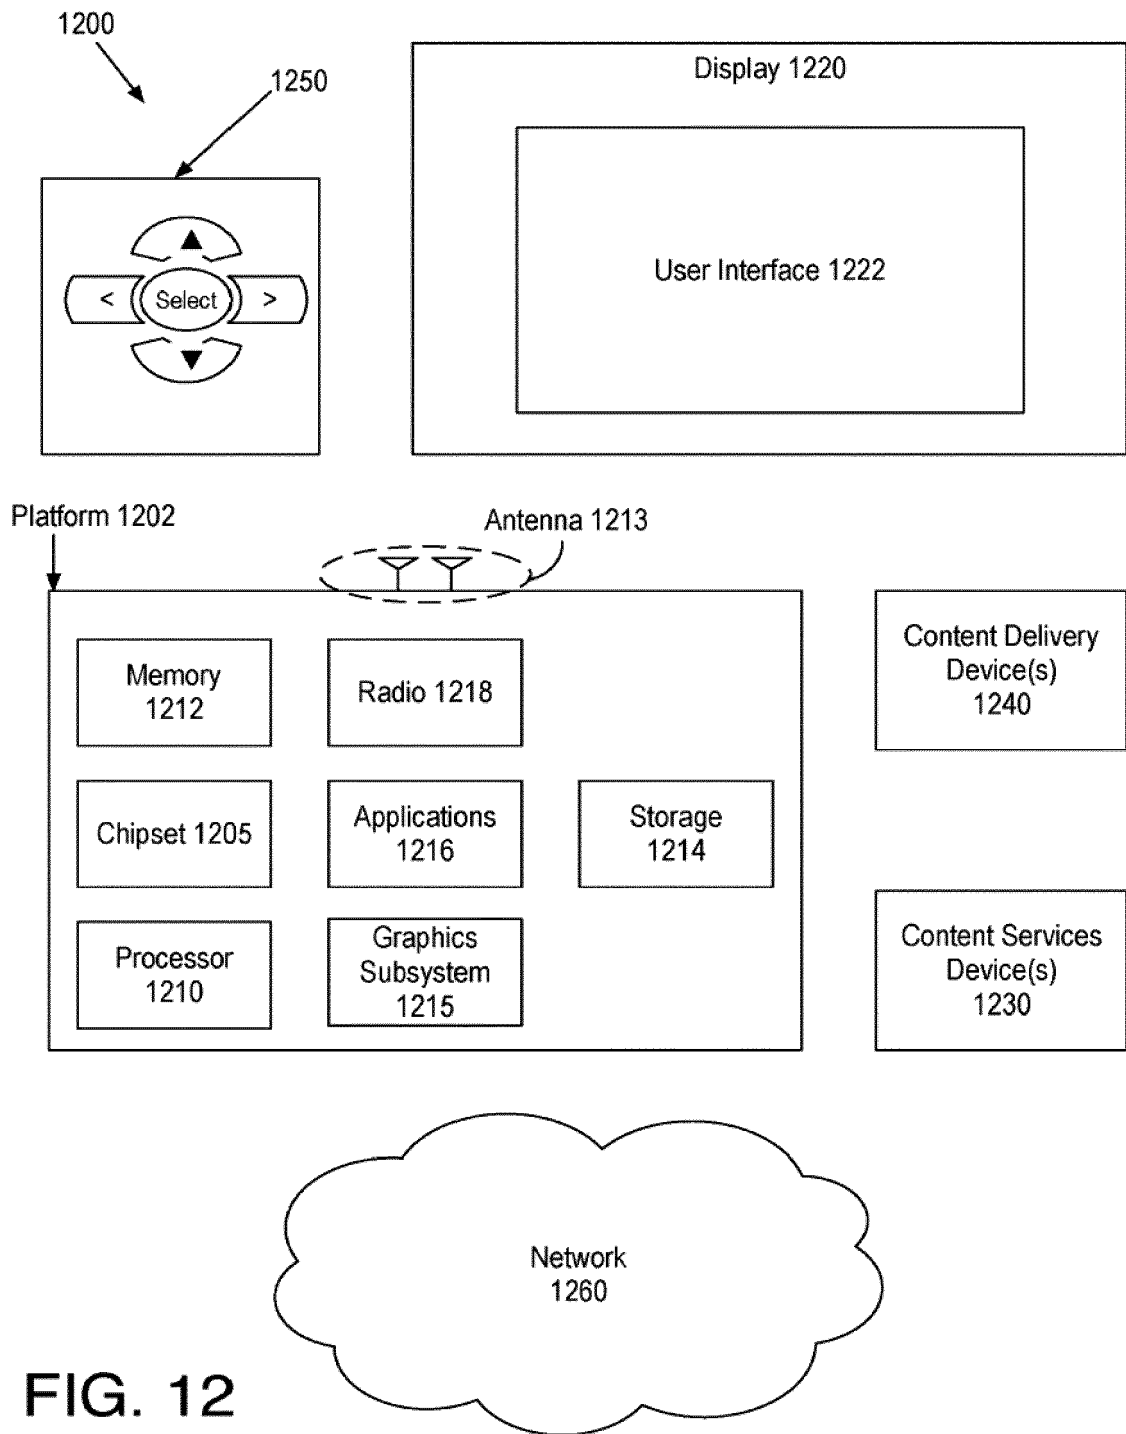 1200
1250
Display 1220
User Interface 1222
<
Select
>
Platform 1202
Antenna 1213
Memory
1212
Radio 1218
Content Delivery
Device(s)
1240
Chipset 1205
Applications
1216
Storage
1214
Processor
1210
Graphics
Subsystem
1215
Content Services
Device(s)
1230
Network
1260
FIG. 12